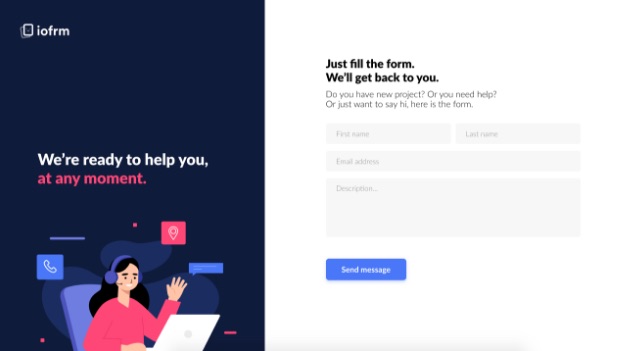 iofrm
We're ready to help you,
at any moment.
Just fill the form.
We'll get back to you.
Do you have new project? Or you need help?
Or just want to say hi, here is the form.
First name
Last name
Email address
Description...
Send message